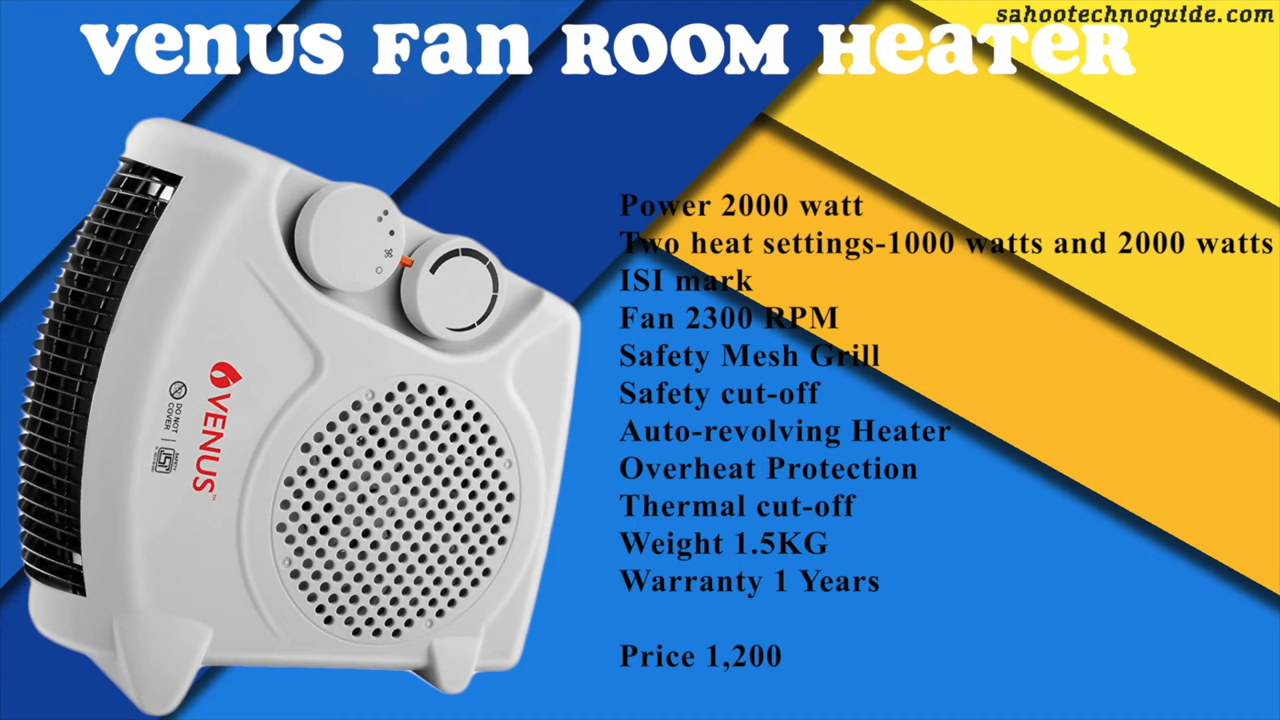 sahootechnoguide.com
Venus Fan Room Heater
Power 2000 watt
Two heat settings-1000 watts and 2000 watts
ISI mark
Fan 2300 RPM
Safety Mesh Grill
Safety cut-off
Auto-revolving Heater
Overheat Protection
Thermal cut-off
Weight 1.5KG
Warranty 1 Years
Price 1,200
VENUS
DO NOT
COVER
SAFETY